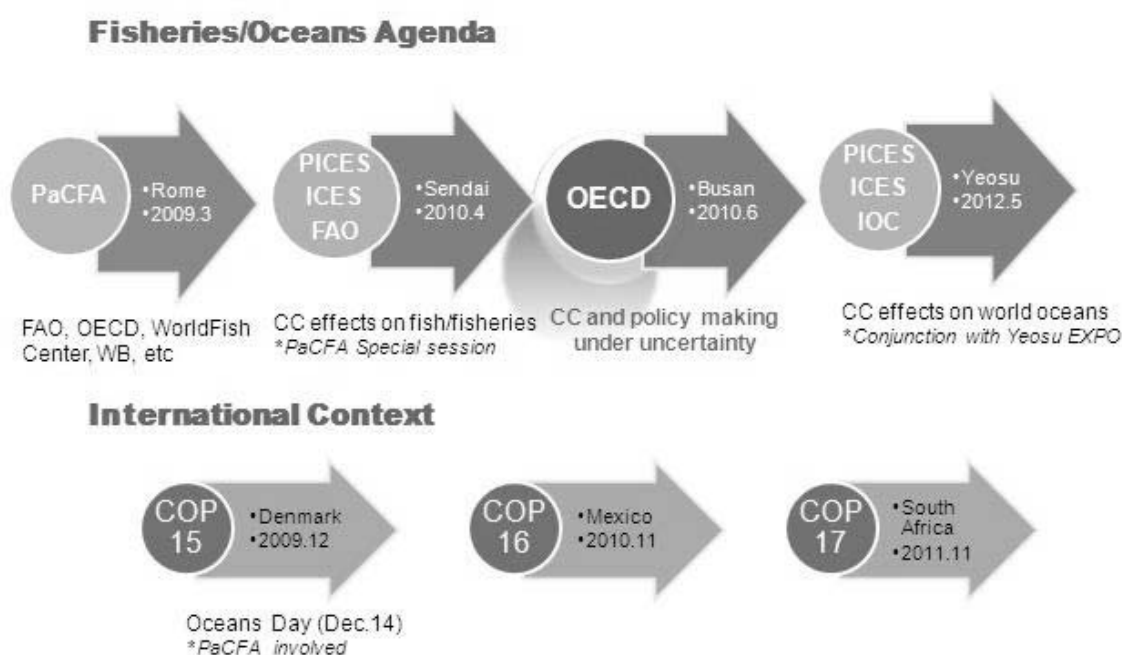 Fisheries/Oceans Agenda
PaCFA
•Rome
•2009.3
PICES
ICES
FAO
•Sendai
•2010.4
OECD
•Busan
•2010.6
PICES
ICES
IOC
•Yeosu
•2012.5
FAO, OECD, WorldFish
Center, WB, etc
CC effects on fish/fisheries
*PaCFA Special session
CC and policy making
under uncertainty
CC effects on world oceans
*Conjunction with Yeosu EXPO
International Context
COP
15
•Denmark
•2009.12
COP
16
•Mexico
•2010.11
COP
17
•South
Africa
•2011.11
Oceans Day (Dec.14)
*PaCFA involved